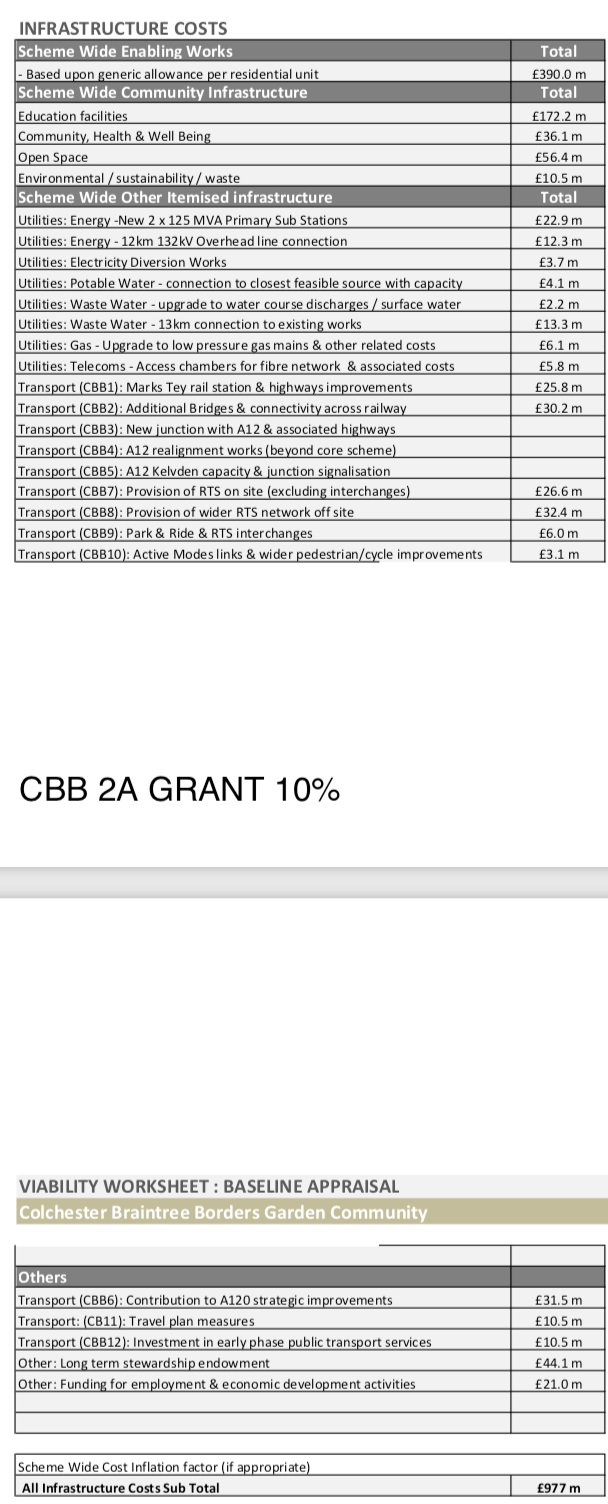 INFRASTRUCTURE COSTS
Scheme Wide Enabling Works Total
- Based upon generic allowance per residential unit £390.0 m
Scheme Wide Community Infrastructure Total
Education facilities £172.2 m
Community, Health & Well Being £36.1 m
Open Space £56.4 m
Environmental / sustainability / waste £10.5 m
Scheme Wide Other Itemised infrastructure Total
Utilities: Energy -New 2 x 125 MVA Primary Sub Stations £22.9 m
Utilities: Energy - 12km 132kV Overhead line connection £12.3 m
Utilities: Electricity Diversion Works £3.7 m
Utilities: Potable Water - connection to closest feasible source with capacity £4.1 m
Utilities: Waste Water - upgrade to water course discharges / surface water £2.2 m
Utilities: Waste Water - 13km connection to existing works £13.3 m
Utilities: Gas - Upgrade to low pressure gas mains & other related costs £6.1 m
Utilities: Telecoms - Access chambers for fibre network & associated costs £5.8 m
Transport (CBB1): Marks Tey rail station & highways improvements £25.8 m
Transport (CBB2): Additional Bridges & connectivity across railway £30.2 m
Transport (CBB3): New junction with A12 & associated highways
Transport (CBB4): A12 realignment works (beyond core scheme)
Transport (CBB5): A12 Kelvden capacity & junction signalisation
Transport (CBB7): Provision of RTS on site (excluding interchanges) £26.6 m
Transport (CBB8): Provision of wider RTS network off site £32.4 m
Transport (CBB9): Park & Ride & RTS interchanges £6.0 m
Transport (CBB10): Active Modes links & wider pedestrian/cycle improvements £3.1 m
CBB 2A GRANT 10%
VIABILITY WORKSHEET : BASELINE APPRAISAL
Colchester Braintree Borders Garden Community
Others
Transport (CBB6): Contribution to A120 strategic improvements £31.5 m
Transport: (CB11): Travel plan measures £10.5 m
Transport (CBB12): Investment in early phase public transport services £10.5 m
Other: Long term stewardship endowment £44.1 m
Other: Funding for employment & economic development activities £21.0 m
Scheme Wide Cost Inflation factor (if appropriate)
All Infrastructure Costs Sub Total £977 m